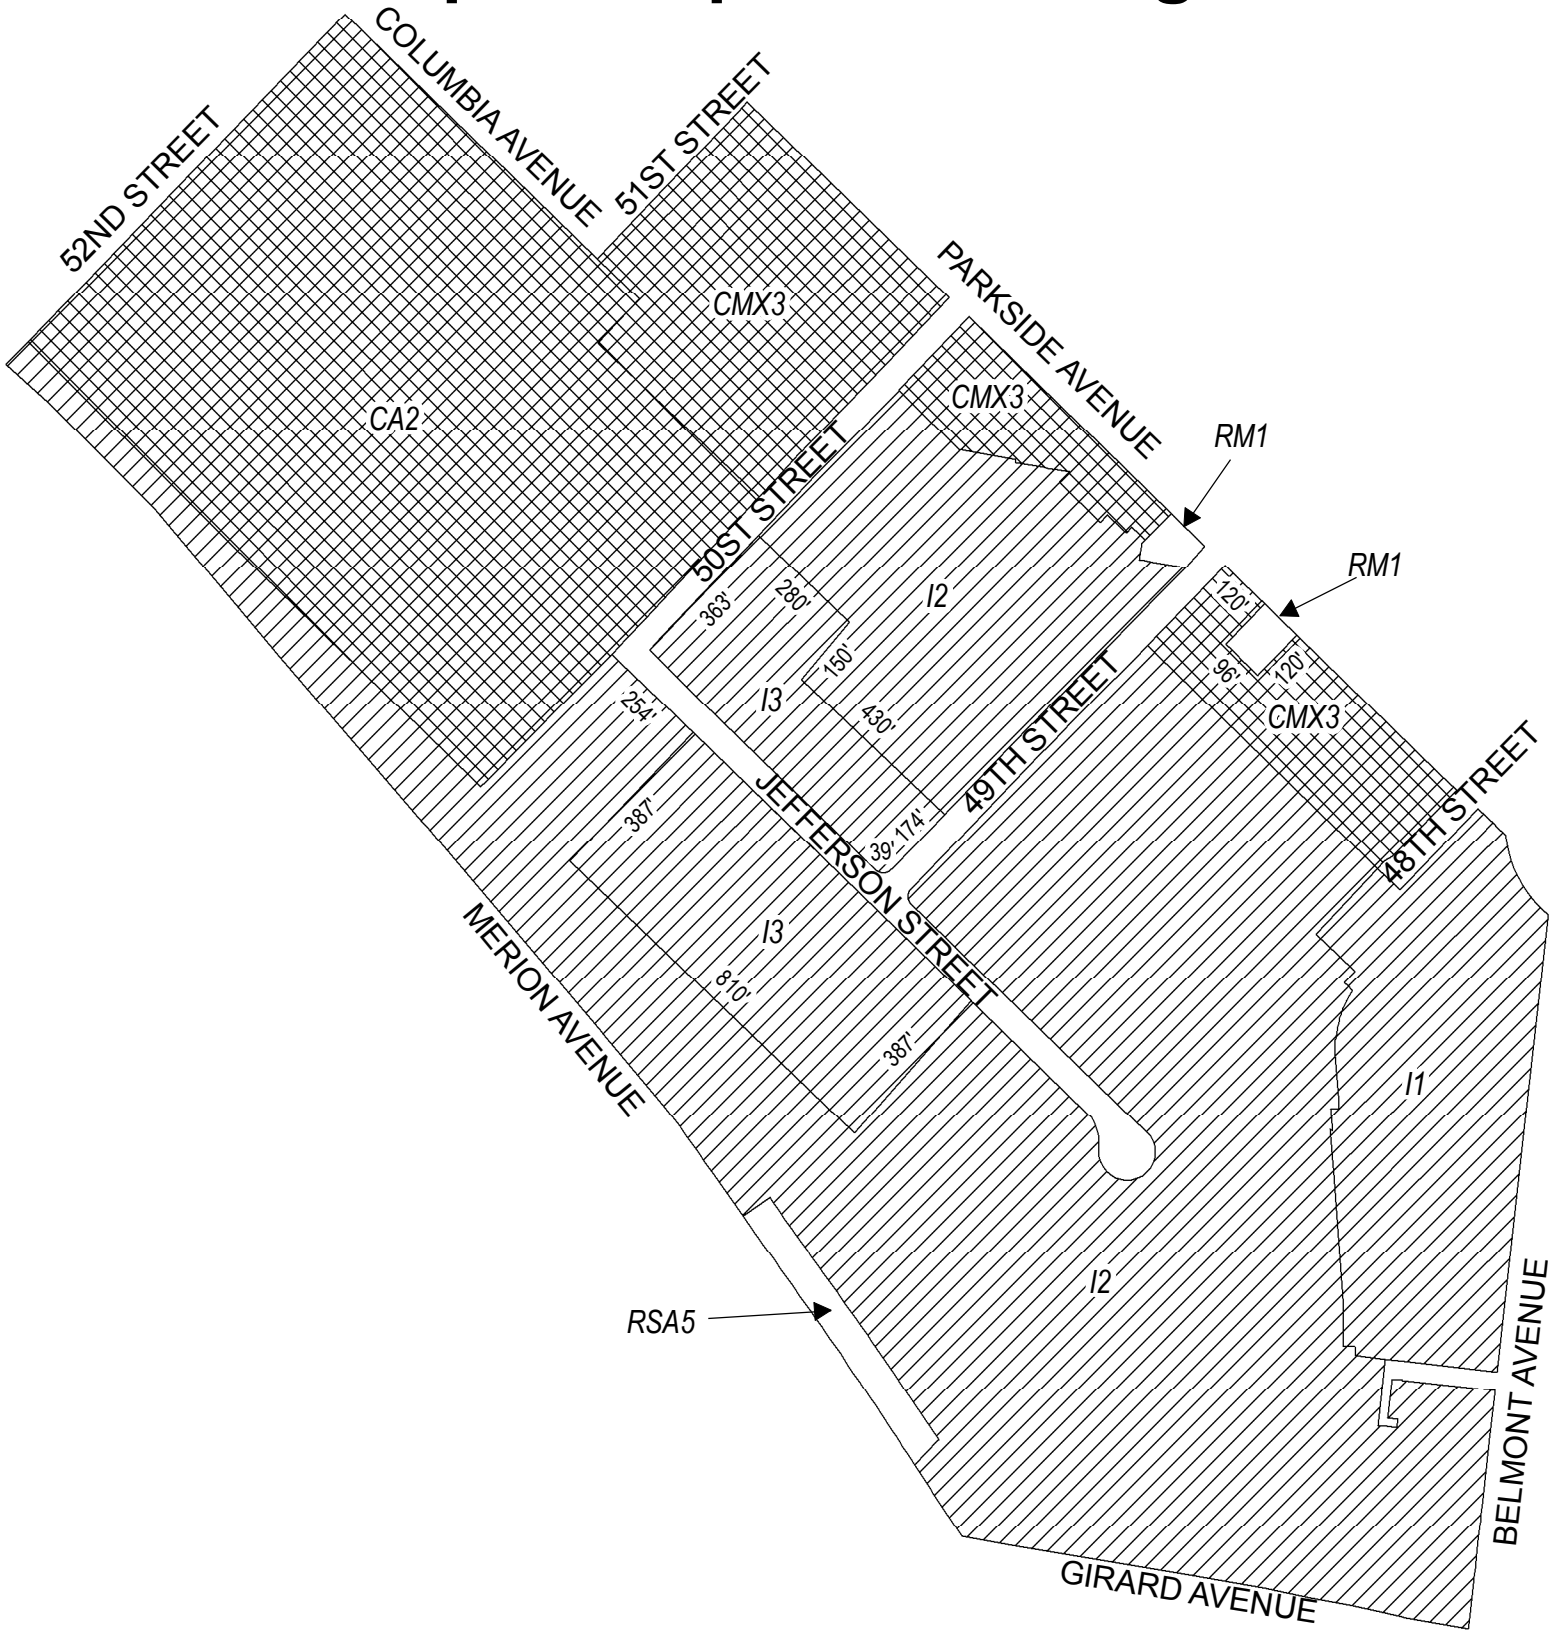 COLUMBIA AVENUE
51ST STREET
52ND STREET
PARKSIDE AVENUE
CMX3
CMX3
CA2
RM1
50ST STREET
RM1
280'
I2
120'
363'
150'
96'
120'
I3
254'
430'
CMX3
49TH STREET
48TH STREET
387'
JEFFERSON STREET
39'
174'
I3
MERION AVENUE
810'
387'
I1
I2
RSA5
BELMONT AVENUE
GIRARD AVENUE